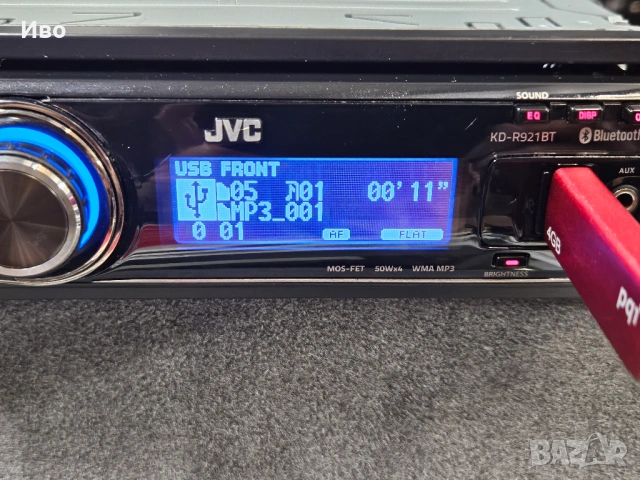 Иво
SOUND
EQ DISP
JVC
KD-R921BT Bluetooth
USB FRONT
05 01 00'11"
MP3_001
0 01
AF FLAT
AUX
4GB
pqi
MOS-FET 50Wx4 WMA MP3
BRIGHTNESS
BAZAR